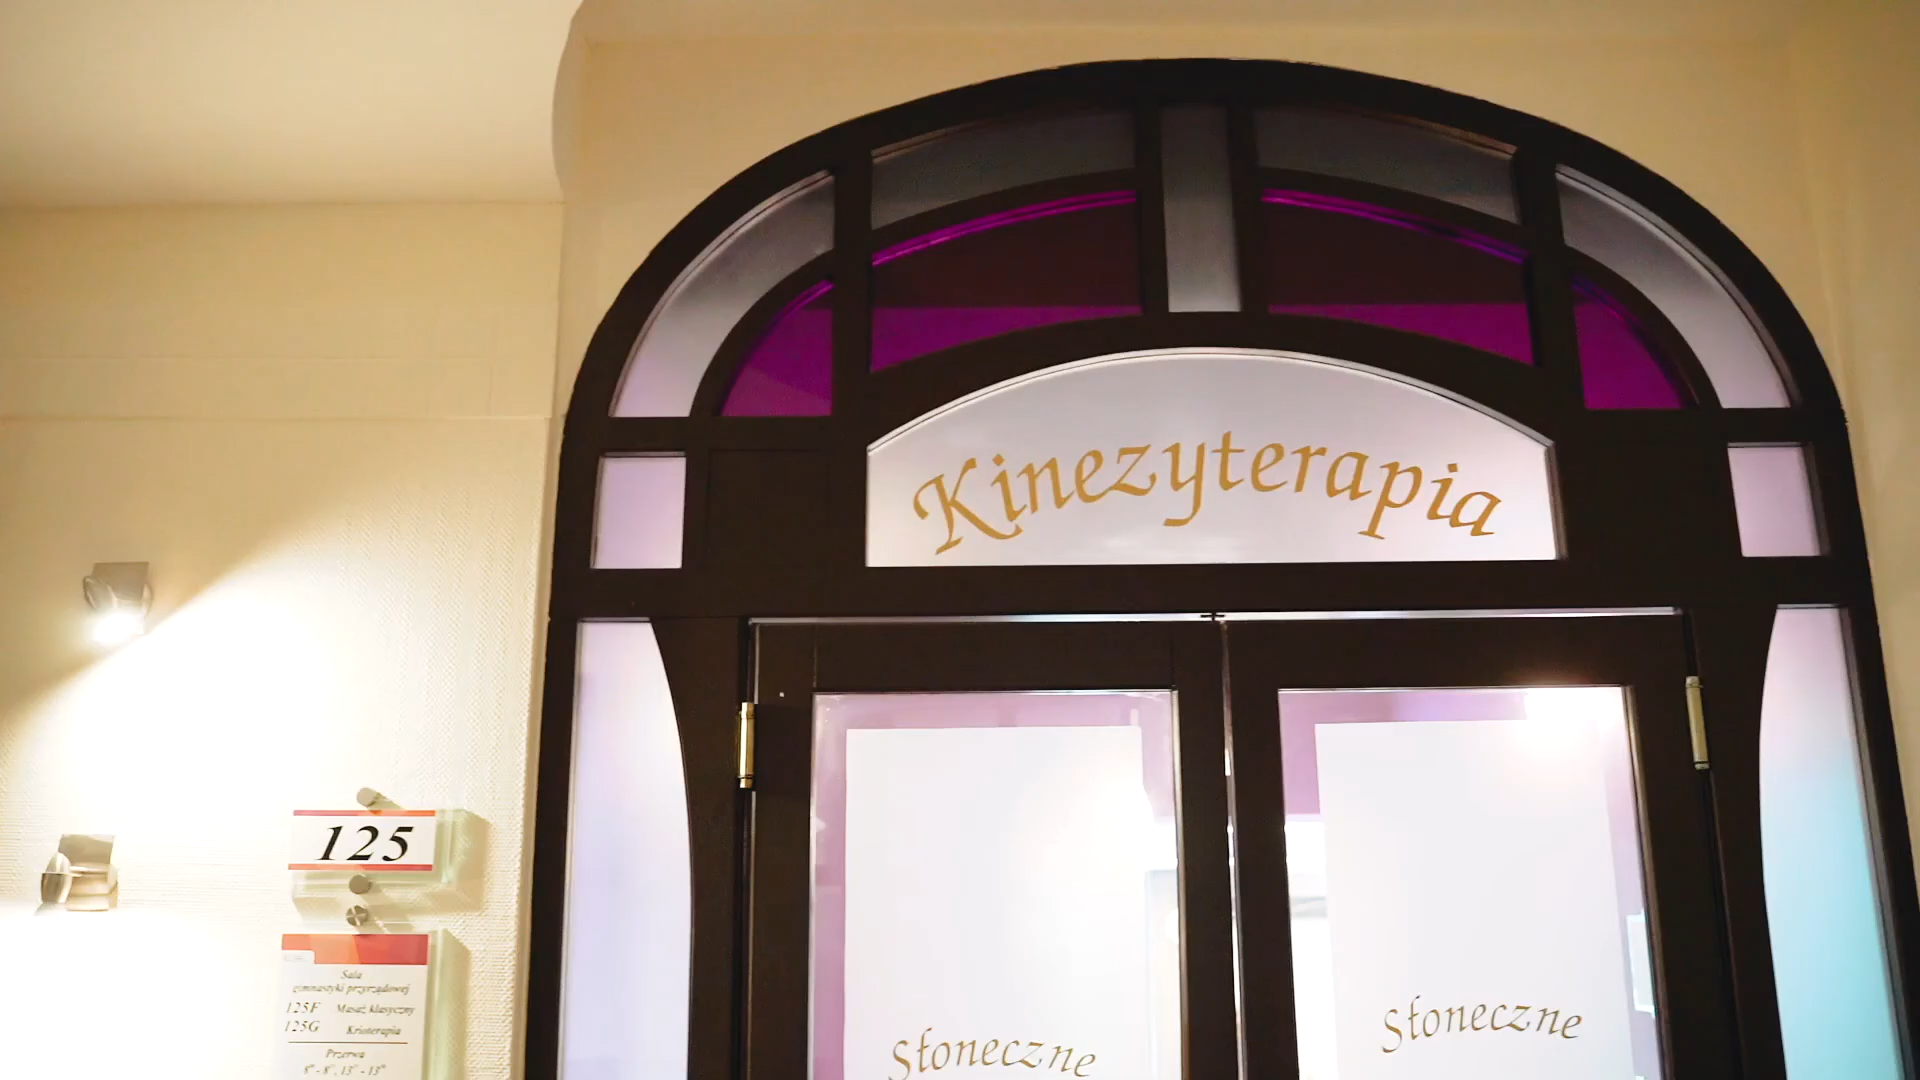 Kinezyterapia
125
Sala
gimnastyki przyrządowej
125F Masaż klasyczny
125G Krioterapia
Przerwa
Słoneczne
Słoneczne